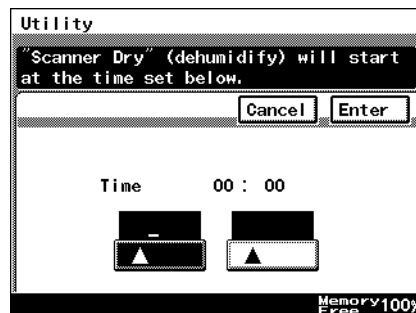 Utility
"Scanner Dry" (dehumidify) will start
at the time set below.
Cancel Enter
Time 00 : 00
Memory 100%
Free